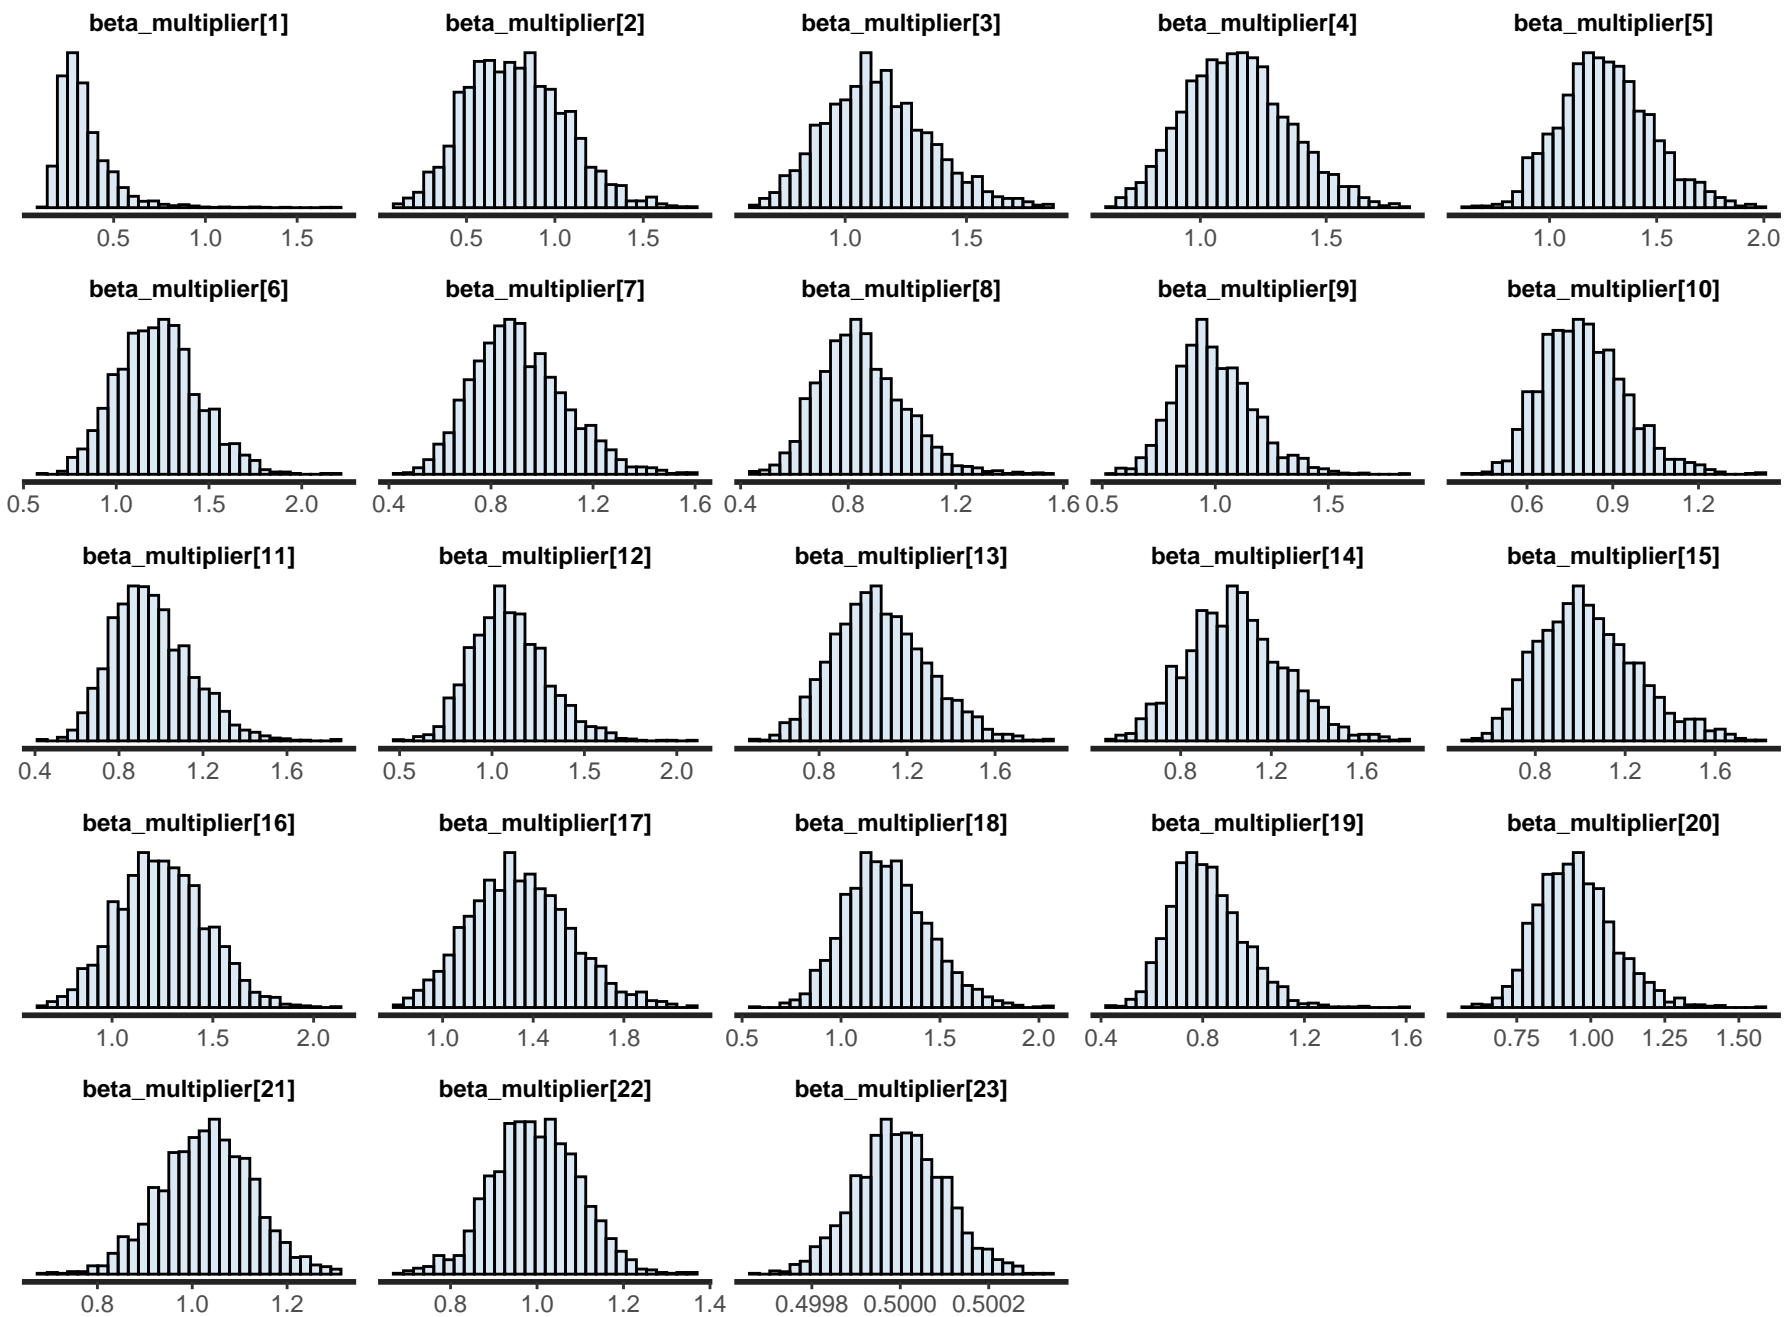 beta_multiplier[1] beta_multiplier[2] beta_multiplier[3] beta_multiplier[4] beta_multiplier[5]
0.5 1.0 1.5 0.5 1.0 1.5 1.0 1.5 1.0 1.5 1.0 1.5 2.0
beta_multiplier[6] beta_multiplier[7] beta_multiplier[8] beta_multiplier[9] beta_multiplier[10]
0.5 1.0 1.5 2.0 0.4 0.8 1.2 1.6 0.4 0.8 1.2 1.6 0.5 1.0 1.5 0.6 0.9 1.2
beta_multiplier[11] beta_multiplier[12] beta_multiplier[13] beta_multiplier[14] beta_multiplier[15]
0.4 0.8 1.2 1.6 0.5 1.0 1.5 2.0 0.8 1.2 1.6 0.8 1.2 1.6 0.8 1.2 1.6
beta_multiplier[16] beta_multiplier[17] beta_multiplier[18] beta_multiplier[19] beta_multiplier[20]
1.0 1.5 2.0 1.0 1.4 1.8 0.5 1.0 1.5 2.0 0.4 0.8 1.2 1.6 0.75 1.00 1.25 1.50
beta_multiplier[21] beta_multiplier[22] beta_multiplier[23]
0.8 1.0 1.2 0.8 1.0 1.2 1.4 0.4998 0.5000 0.5002